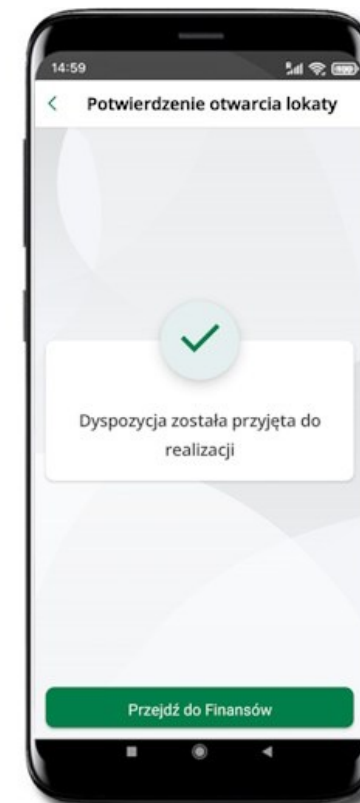 14:59
Potwierdzenie otwarcia lokaty
Dyspozycja została przyjęta do
realizacji
Przejdź do Finansów